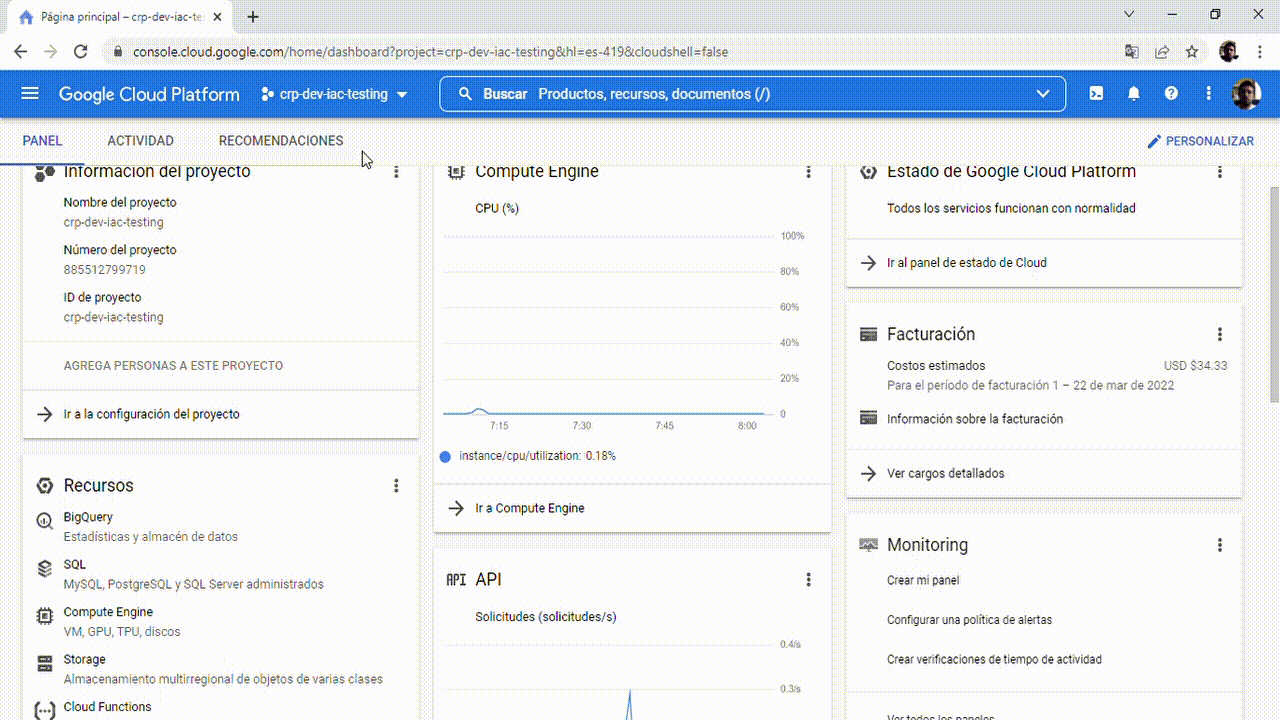 Página principal – crp-dev-iac-te
console.cloud.google.com/home/dashboard?project=crp-dev-iac-testing&hl=es-419&cloudshell=false
Google Cloud Platform
crp-dev-iac-testing
Buscar Productos, recursos, documentos (/)
PANEL
ACTIVIDAD
RECOMENDACIONES
PERSONALIZAR
Información del proyecto
Nombre del proyecto
crp-dev-iac-testing
Número del proyecto
885512799719
ID de proyecto
crp-dev-iac-testing
AGREGA PERSONAS A ESTE PROYECTO
Ir a la configuración del proyecto
Recursos
BigQuery
Estadísticas y almacén de datos
SQL
MySQL, PostgreSQL y SQL Server administrados
Compute Engine
VM, GPU, TPU, discos
Storage
Almacenamiento multirregional de objetos de varias clases
Cloud Functions
Compute Engine
CPU (%)
100%
80%
60%
40%
20%
0
7:15
7:30
7:45
8:00
instance/cpu/utilization: 0.18%
Ir a Compute Engine
API API
Solicitudes (solicitudes/s)
0.4/s
0.3/s
Estado de Google Cloud Platform
Todos los servicios funcionan con normalidad
Ir al panel de estado de Cloud
Facturación
Costos estimados USD $34.33
Para el período de facturación 1 – 22 de mar de 2022
Información sobre la facturación
Ver cargos detallados
Monitoring
Crear mi panel
Configurar una política de alertas
Crear verificaciones de tiempo de actividad
Ver todos los paneles